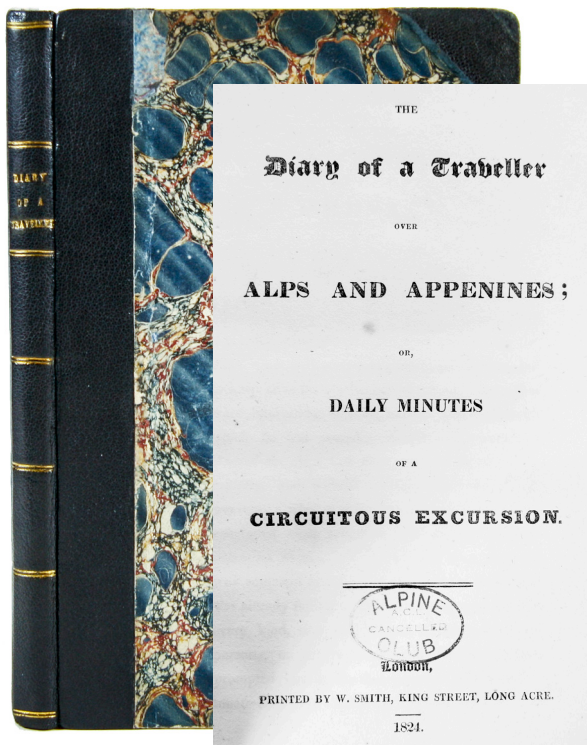 DIARY
OF A
TRAVELLER
THE
Diary of a Traveller
OVER
ALPS AND APPENINES;
OR,
DAILY MINUTES
OF A
CIRCUITOUS EXCURSION.
ALPINE
A.C.L.
CANCELLED
CLUB
London,
PRINTED BY W. SMITH, KING STREET, LONG ACRE.
1824.